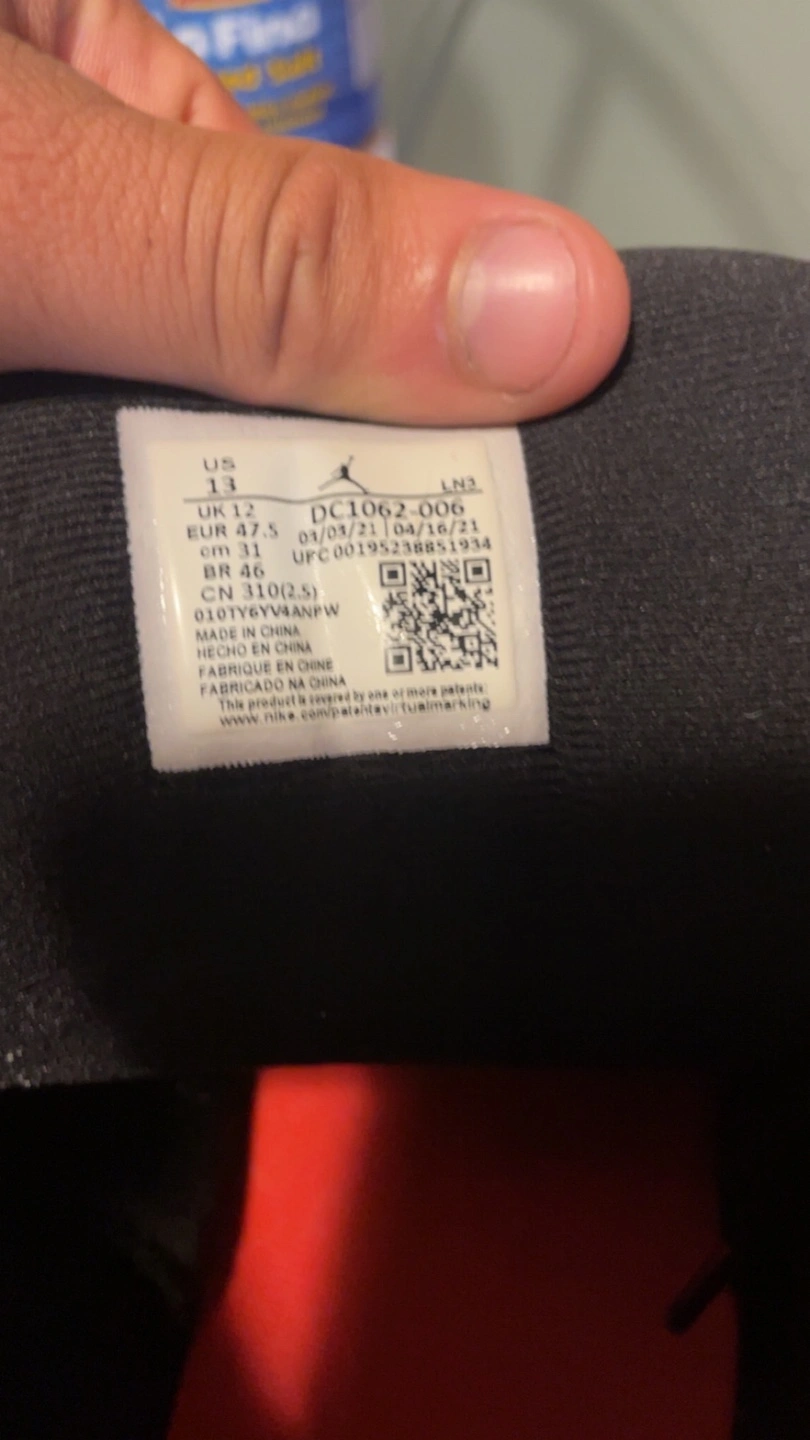 Find
US
13
LN3
UK 12
DC1062-006
EUR 47.5
03/03/21 | 04/16/21
cm 31
UPC 00195238851934
BR 46
CN 310(2.5)
010TY6YV4ANPW
MADE IN CHINA
HECHO EN CHINA
FABRIQUE EN CHINE
FABRICADO NA CHINA
This product is covered by one or more patents:
www.nike.com/patentsvirtualmarking